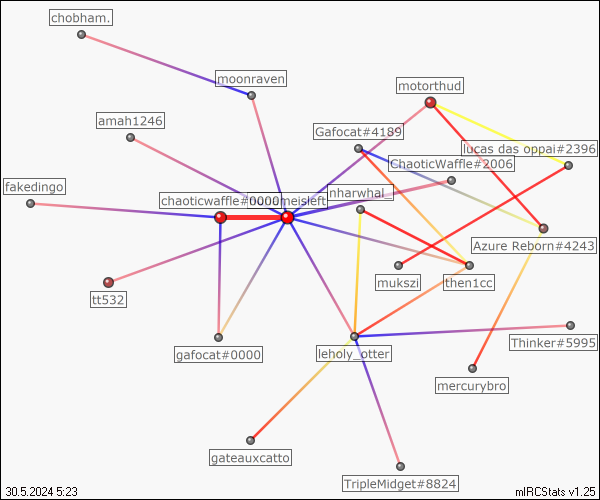 chobham.
moonraven
motorthud
amah1246
Gafocat#4189
lucas das oppai#2396
ChaoticWaffle#2006
fakedingo
nharwhal_
chaoticwaffle#0000
meisleft
Azure Reborn#4243
mukszi
then1cc
tt532
Thinker#5995
gafocat#0000
leholy_otter
mercurybro
gateauxcatto
TripleMidget#8824
30.5.2024 5:23
mIRCStats v1.25